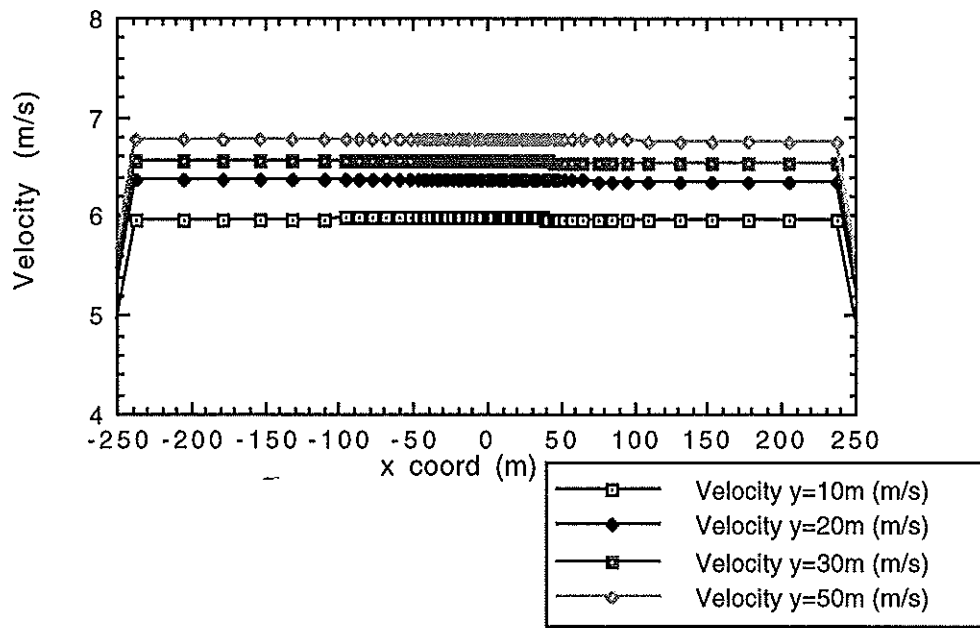 8
7
6
5
4
Velocity (m/s)
-250 -200 -150 -100 -50 0 50 100 150 200 250
x coord (m)
Velocity y=10m (m/s)
Velocity y=20m (m/s)
Velocity y=30m (m/s)
Velocity y=50m (m/s)